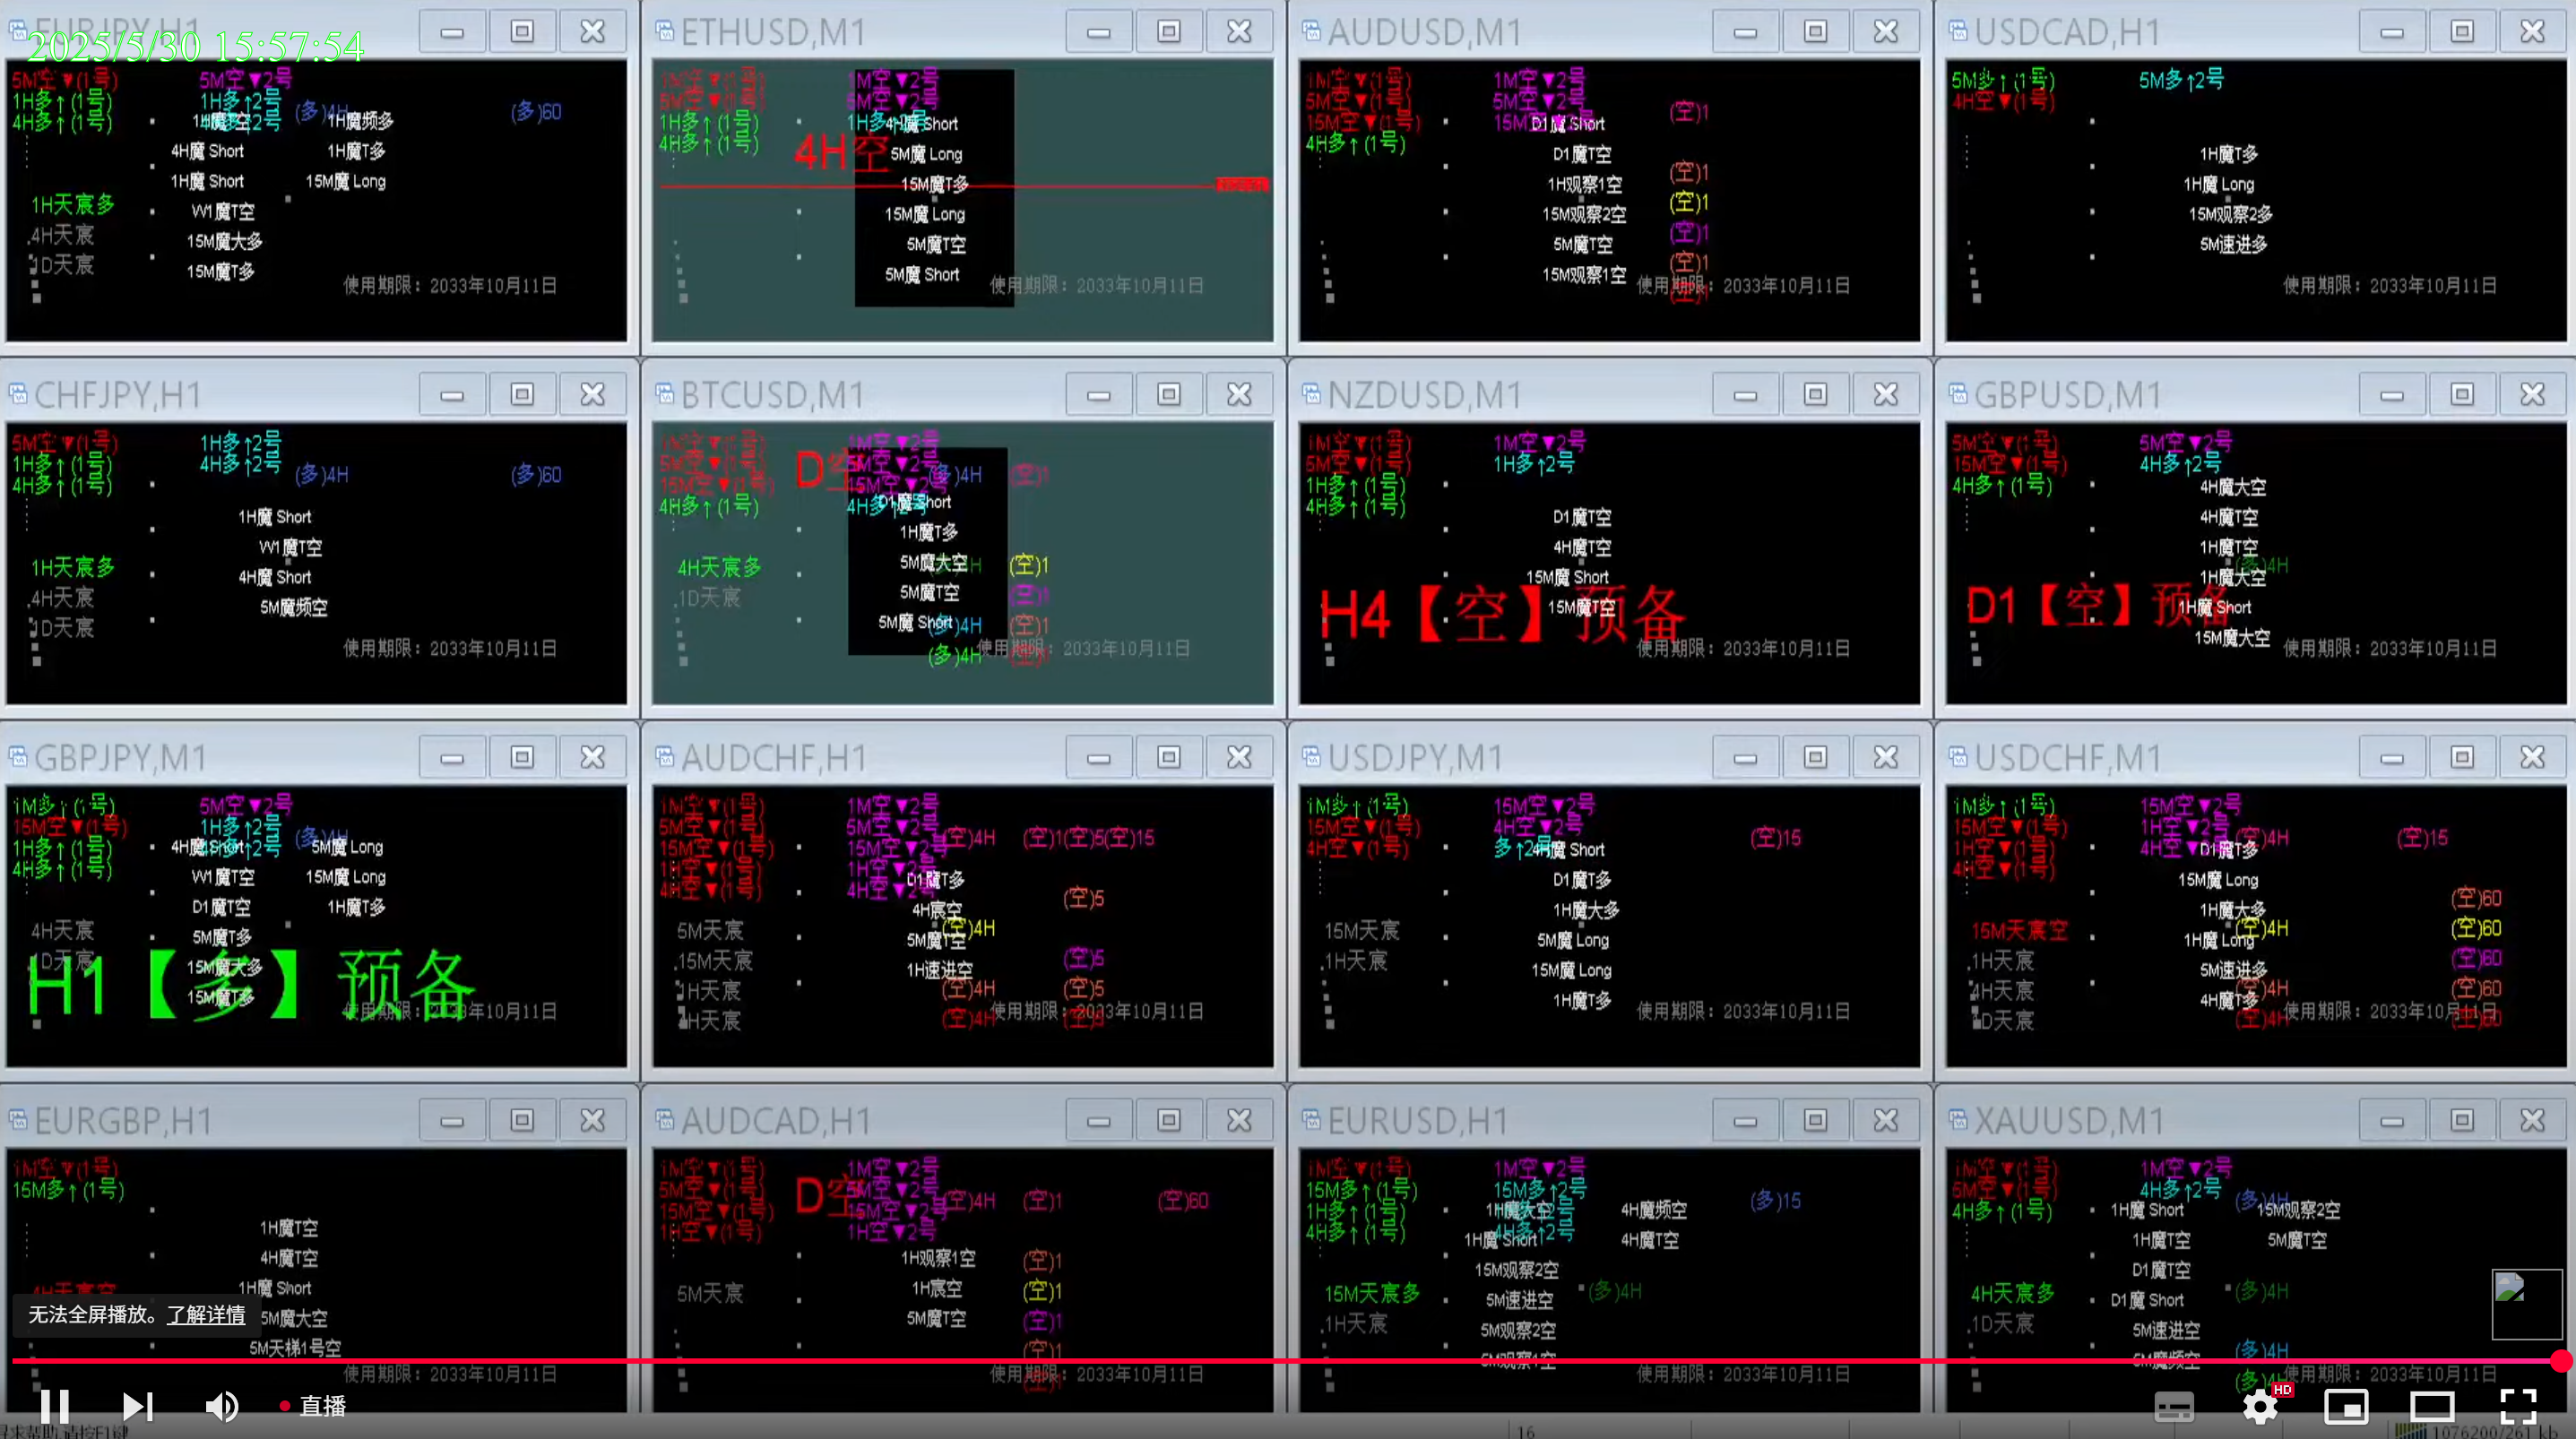 EURJPY,H1
2025/5/30 15:57:54
5M空▼(1号)
5M空▼2号
1H多↑(1号)
1H多↑2号
(多)4H
(多)60
4H多↑(1号)
1H魔频多
4H魔 Short
1H魔T多
1H魔 Short
15M魔 Long
1H天宸多
W1魔T空
4H天宸
15M魔大多
1D天宸
15M魔T多
使用期限：2033年10月11日
ETHUSD,M1
1M空▼(1号)
1M空▼2号
5M空▼(1号)
5M空▼2号
1H多↑(1号)
4H魔 Short
4H多↑(1号)
4H空
5M魔 Long
15M魔T多
15M魔 Long
5M魔T空
5M魔 Short
使用期限：2033年10月11日
AUDUSD,M1
1M空▼(1号)
1M空▼2号
5M空▼(1号)
5M空▼2号
(空)1
15M空▼(1号)
D1魔 Short
4H多↑(1号)
D1魔T空
(空)1
1H观察1空
(空)1
15M观察2空
(空)1
5M魔T空
(空)1
15M观察1空
使用期限：2033年10月11日
USDCAD,H1
5M多↑(1号)
5M多↑2号
4H空▼(1号)
1H魔T多
1H魔 Long
15M观察2多
5M速进多
使用期限：2033年10月11日
CHFJPY,H1
5M空▼(1号)
1H多↑2号
1H多↑(1号)
4H多↑2号
(多)4H
(多)60
4H多↑(1号)
1H魔 Short
W1魔T空
1H天宸多
4H魔 Short
4H天宸
5M魔频空
1D天宸
使用期限：2033年10月11日
BTCUSD,M1
1M空▼(1号)
1M空▼2号
5M空▼(1号)
5M空▼2号
D空
(多)4H
(空)1
15M空▼(1号)
15M空▼2号
4H多↑(1号)
D1魔 Short
1H魔T多
4H天宸多
5M魔大空
(空)1
1D天宸
5M魔T空
(空)1
5M魔 Short
(多)4H
(空)1
(多)4H
使用期限：2033年10月11日
NZDUSD,M1
1M空▼(1号)
1M空▼2号
5M空▼(1号)
1H多↑2号
1H多↑(1号)
4H多↑(1号)
D1魔T空
4H魔T空
15M魔 Short
15M魔T空
H4【空】预备
使用期限：2033年10月11日
GBPUSD,M1
5M空▼(1号)
5M空▼2号
15M空▼(1号)
4H多↑2号
4H多↑(1号)
4H魔大空
4H魔T空
1H魔T空
(多)4H
1H魔大空
D1【空】预备
1H魔 Short
15M魔大空
使用期限：2033年10月11日
GBPJPY,M1
1M多↑(1号)
5M空▼2号
15M空▼(1号)
1H多↑2号
(多)4H
1H多↑(1号)
4H魔 Short
5M魔 Long
4H多↑(1号)
W1魔T空
15M魔 Long
D1魔T空
1H魔T多
4H天宸
5M魔T多
1D天宸
15M魔大多
H1【多】预备
15M魔T多
使用期限：2033年10月11日
AUDCHF,H1
1M空▼(1号)
1M空▼2号
5M空▼(1号)
5M空▼2号
(空)4H
(空)1(空)5(空)15
15M空▼(1号)
15M空▼2号
1H空▼(1号)
1H空▼2号
4H空▼(1号)
4H空▼2号
D1魔T多
(空)5
4H宸空
5M天宸
(空)4H
5M魔T空
15M天宸
(空)5
1H速进空
1H天宸
(空)4H
(空)5
4H天宸
(空)4H
使用期限：2033年10月11日
USDJPY,M1
1M多↑(1号)
15M空▼2号
15M空▼(1号)
4H空▼2号
(空)15
4H空▼(1号)
多↑2号
4H魔 Short
D1魔T多
1H魔大多
15M天宸
5M魔 Long
1H天宸
15M魔 Long
1H魔T多
使用期限：2033年10月11日
USDCHF,M1
1M多↑(1号)
15M空▼2号
15M空▼(1号)
1H空▼2号
(空)4H
(空)15
1H空▼(1号)
4H空▼2号
D1魔T多
4H空▼(1号)
15M魔 Long
(空)60
1H魔大多
15M天宸空
(空)4H
(空)60
1H魔 Long
1H天宸
(空)60
5M速进多
4H天宸
(空)4H
(空)60
4H魔T多
1D天宸
(空)4H
(空)60
使用期限：2033年10月11日
EURGBP,H1
1M空▼(1号)
15M多↑(1号)
1H魔T空
4H魔T空
1H魔 Short
4H天宸空
5M魔大空
5M天梯1号空
使用期限：2033年10月11日
AUDCAD,H1
1M空▼(1号)
1M空▼2号
5M空▼(1号)
5M空▼2号
D空
(空)4H
(空)1
(空)60
15M空▼(1号)
15M空▼2号
1H空▼(1号)
1H空▼2号
1H观察1空
(空)1
5M天宸
1H宸空
(空)1
5M魔T空
(空)1
(空)1
使用期限：2033年10月11日
EURUSD,H1
1M空▼(1号)
1M空▼2号
15M多↑(1号)
15M多↑2号
(多)15
1H多↑(1号)
1H魔大空
4H魔频空
4H多↑(1号)
4H多↑2号
1H魔 Short
4H魔T空
15M观察2空
15M天宸多
5M速进空
(多)4H
1H天宸
5M观察2空
5M观察1空
使用期限：2033年10月11日
XAUUSD,M1
1M空▼(1号)
1M空▼2号
5M空▼(1号)
4H多↑2号
(多)4H
4H多↑(1号)
1H魔 Short
15M观察2空
1H魔T空
5M魔T空
D1魔T空
4H天宸多
D1魔 Short
(多)4H
1D天宸
5M速进空
(多)4H
5M魔频空
(多)4H
使用期限：2033年10月11日
无法全屏播放。了解详情
直播
HD
寻求帮助,请按F1键
16
1076200/261 kb